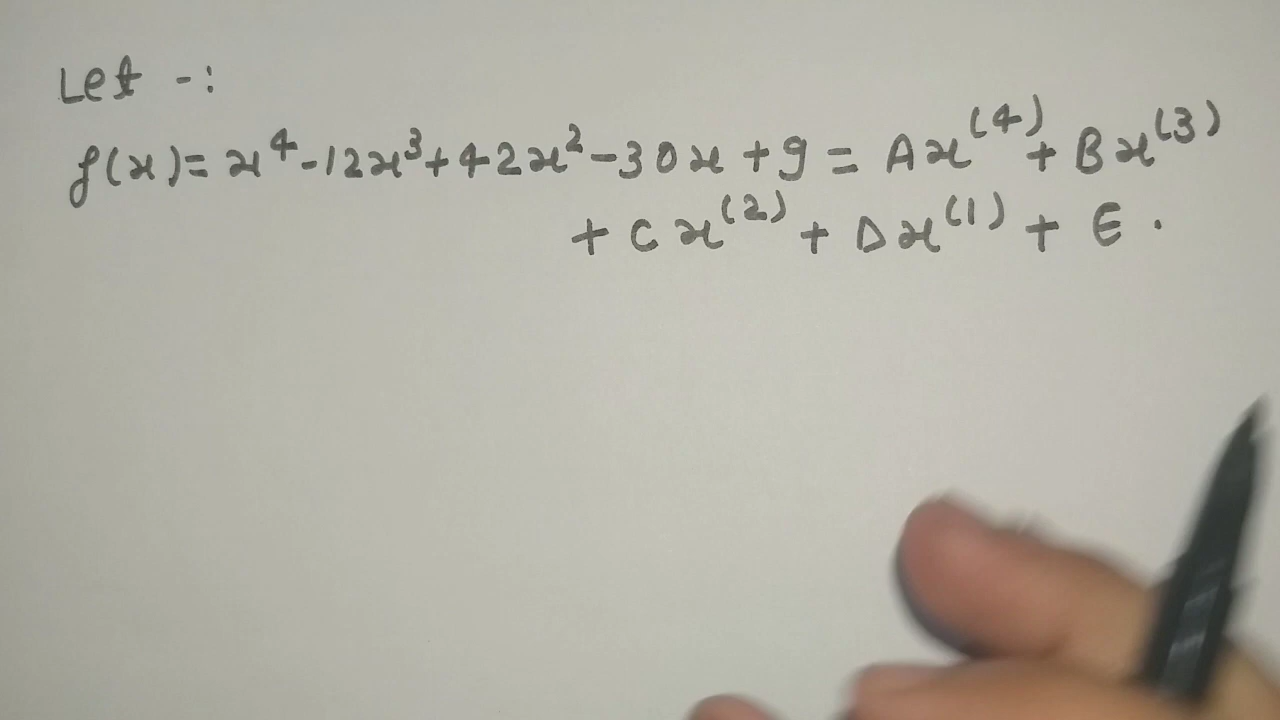 Let -:
f(x) = x⁴ - 12x³ + 42x² - 30x + 9 = Ax⁽⁴⁾ + Bx⁽³⁾
+ Cx⁽²⁾ + Dx⁽¹⁾ + E .